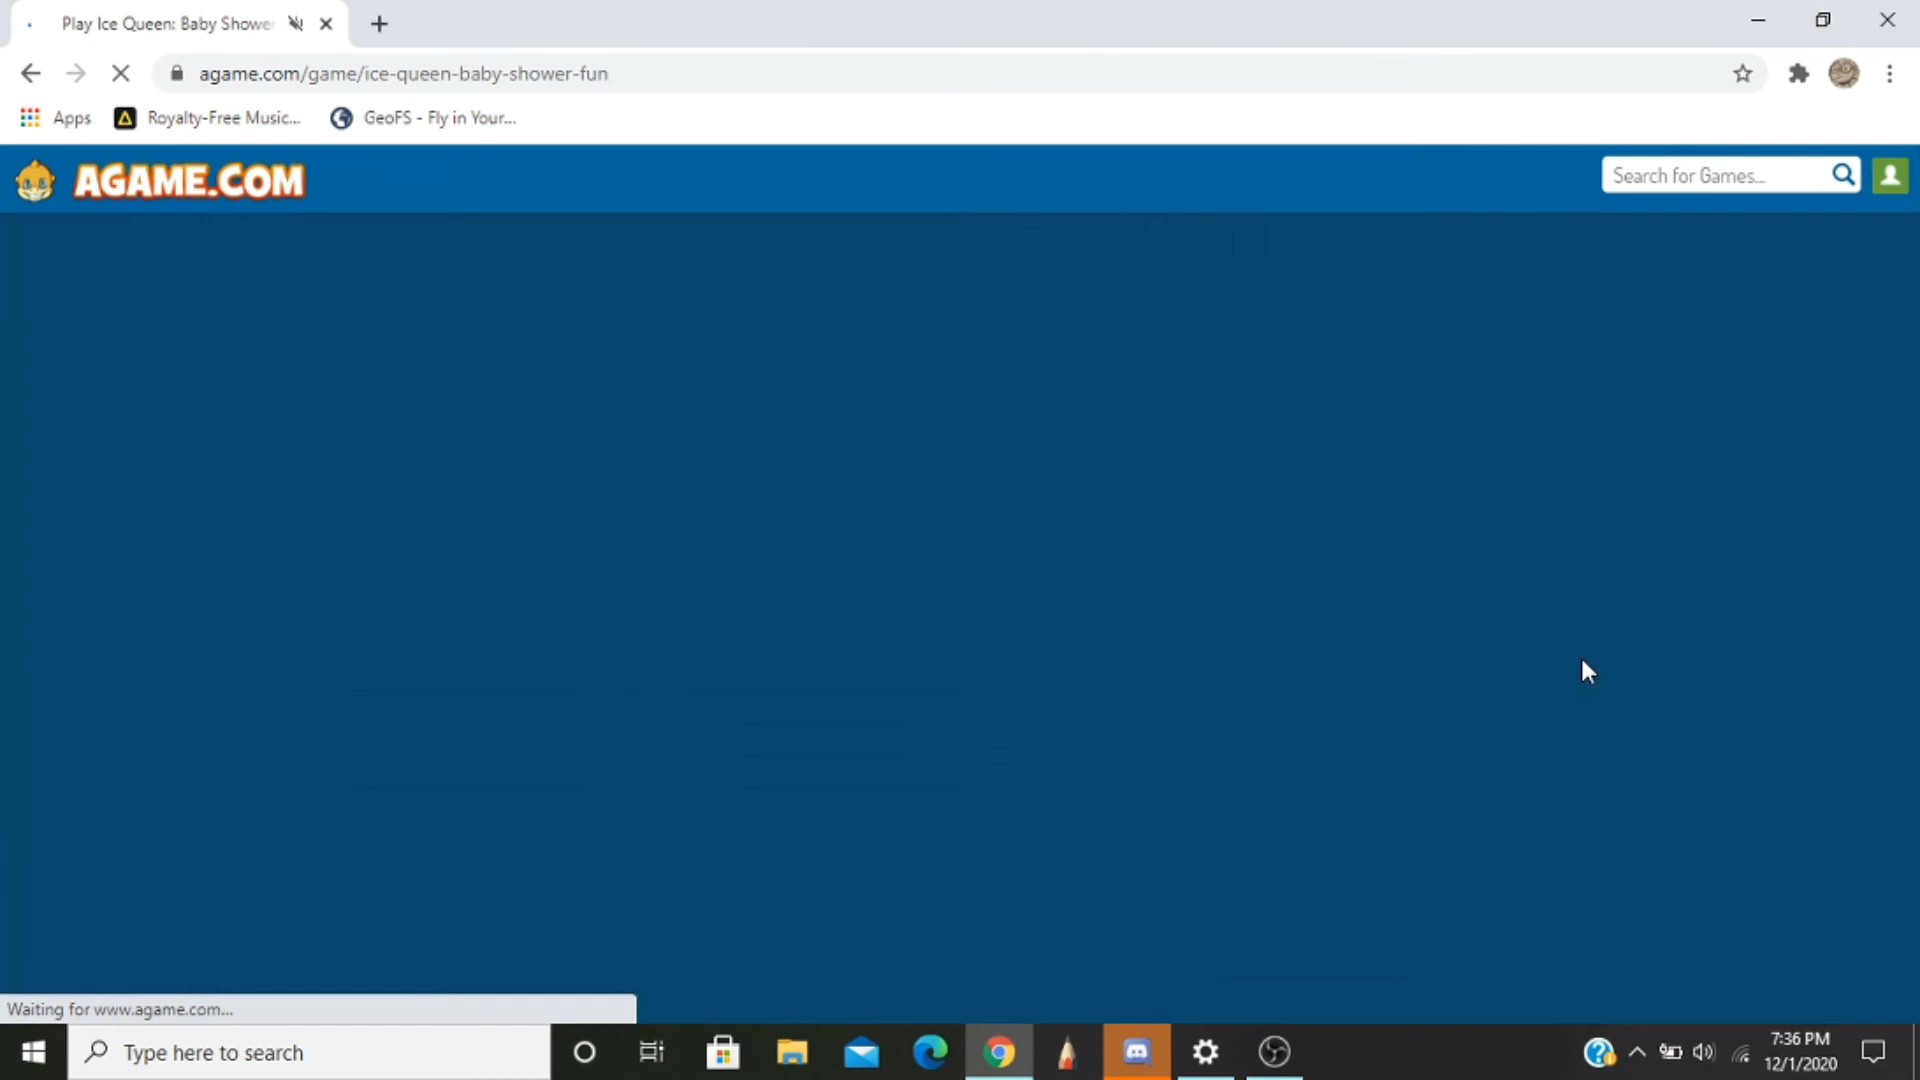 Play Ice Queen: Baby Shower
agame.com/game/ice-queen-baby-shower-fun
Apps
Royalty-Free Music...
GeoFS - Fly in Your...
AGAME.COM
Search for Games...
Waiting for www.agame.com...
Type here to search
7:36 PM
12/1/2020